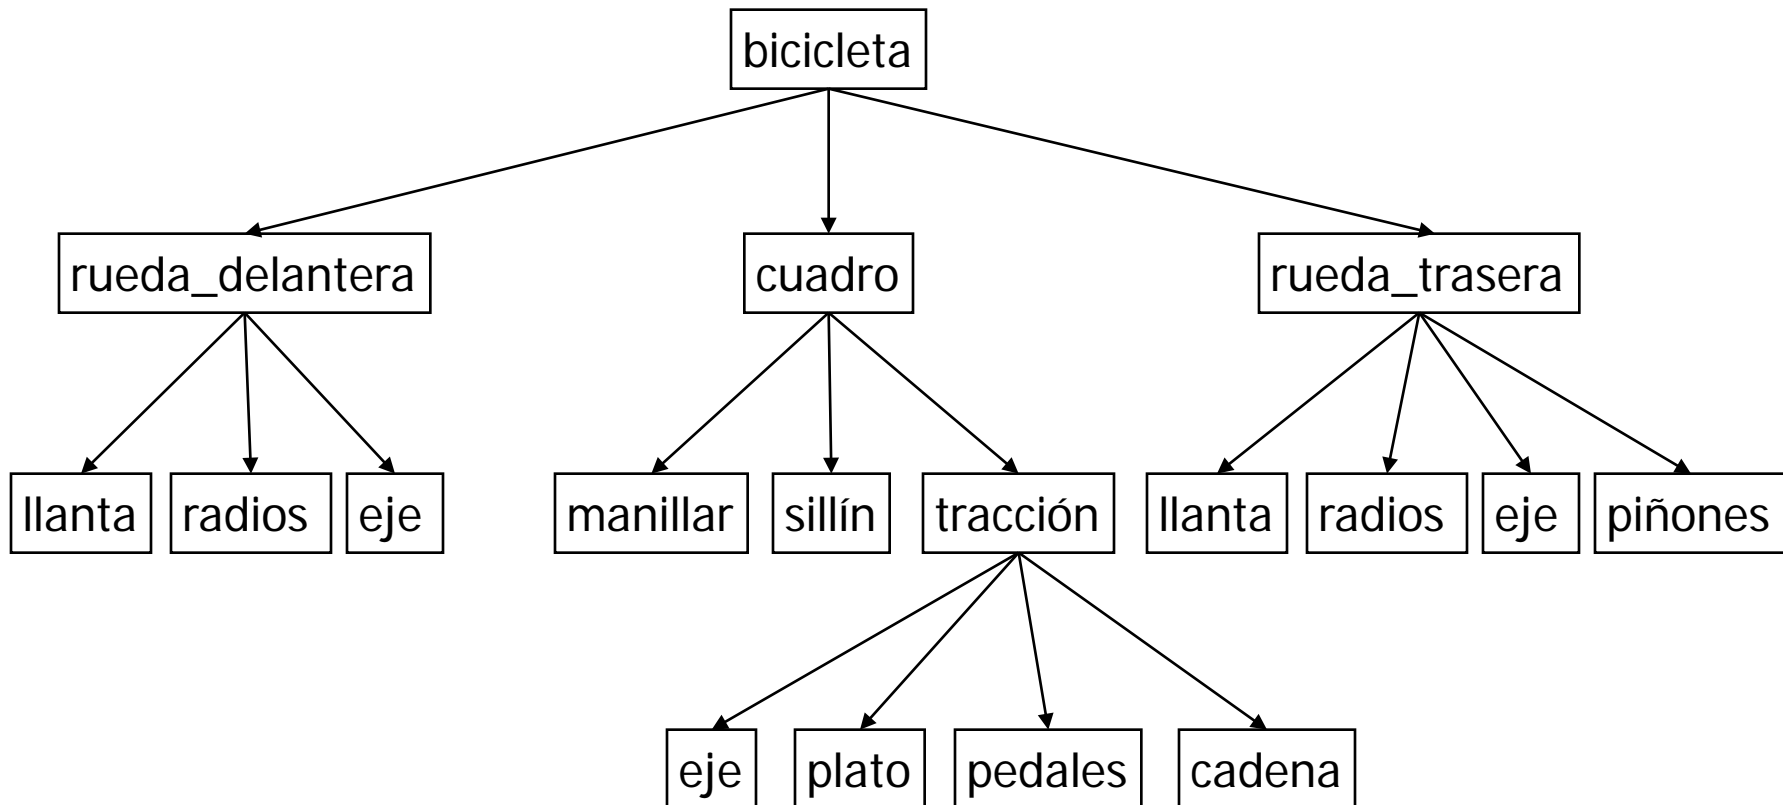 bicicleta
rueda_delantera cuadro rueda_trasera
llanta radios eje manillar sillín tracción llanta radios eje piñones
eje plato pedales cadena